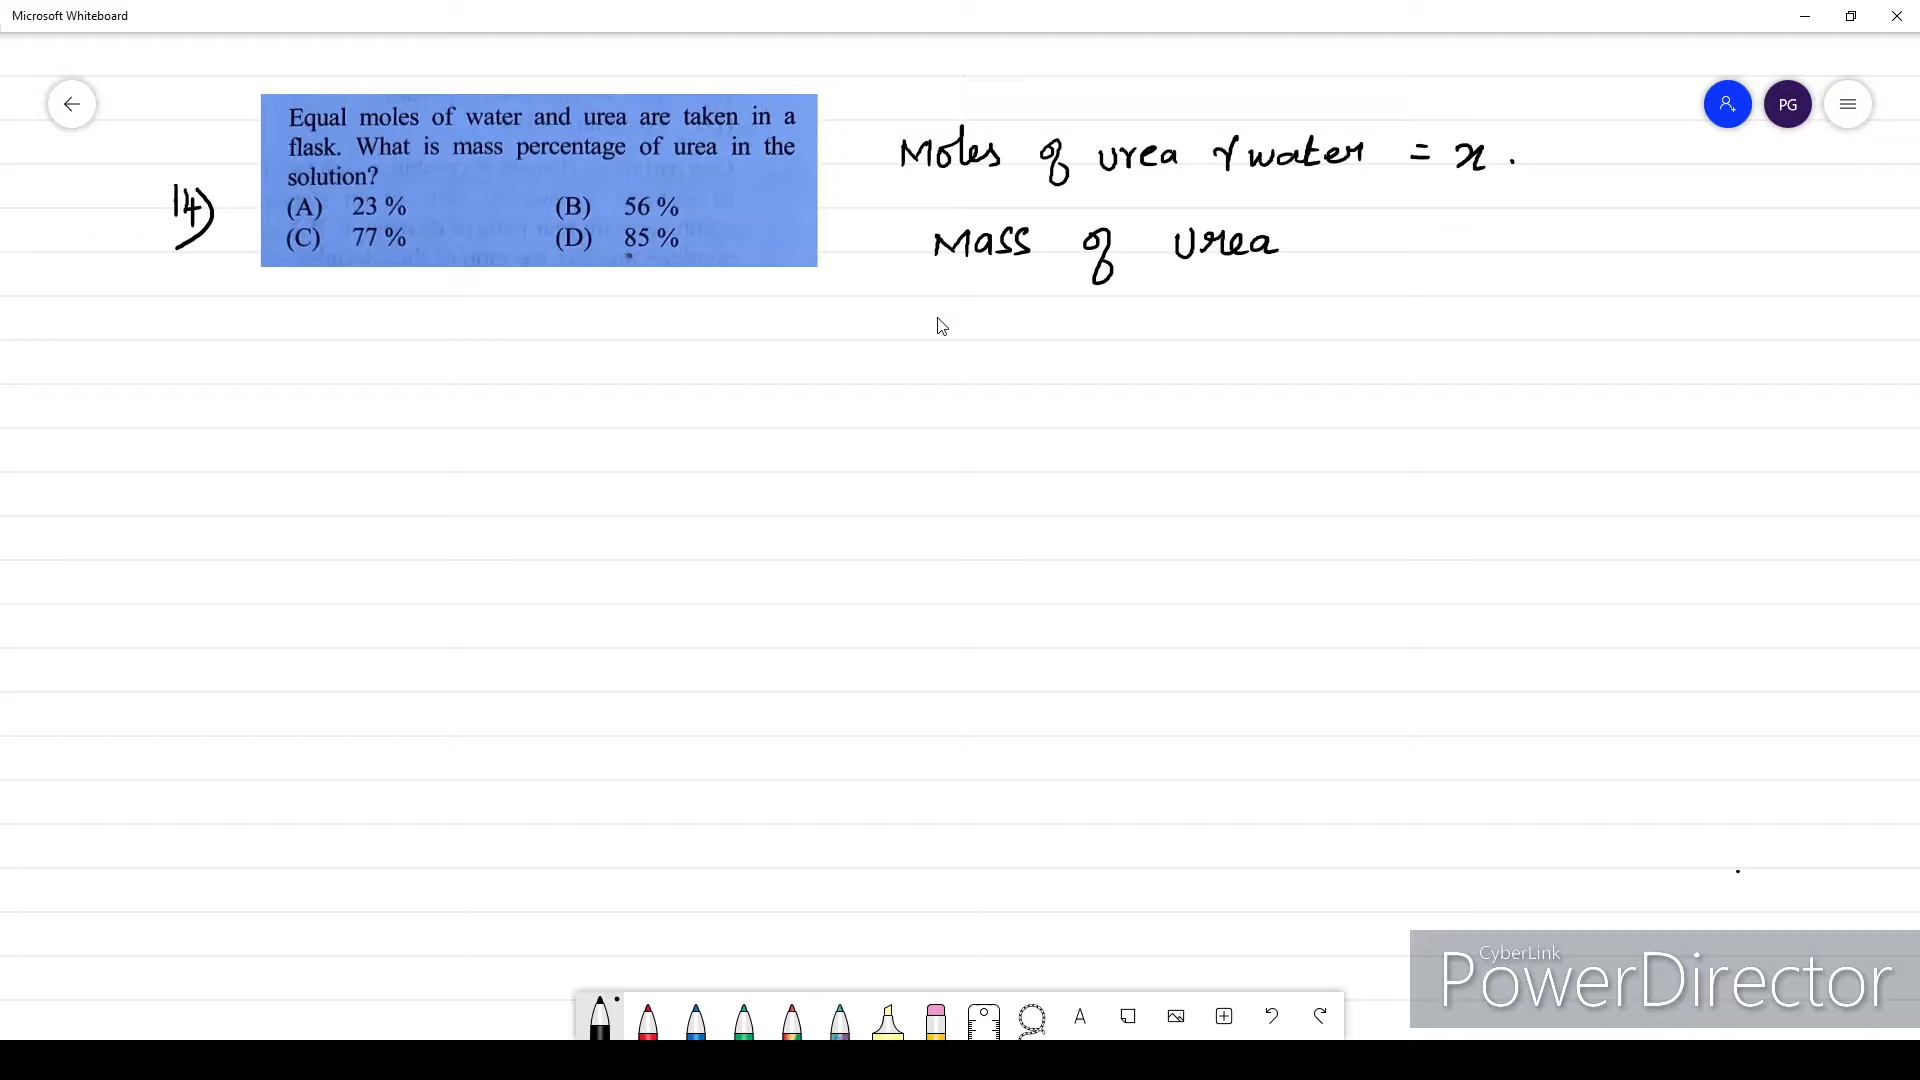 Microsoft Whiteboard
PG
Equal moles of water and urea are taken in a
flask. What is mass percentage of urea in the
solution?
(A) 23 % (B) 56 %
(C) 77 % (D) 85 %
14)
Moles of urea & water = x .
Mass of Urea
A
CyberLink
PowerDirector